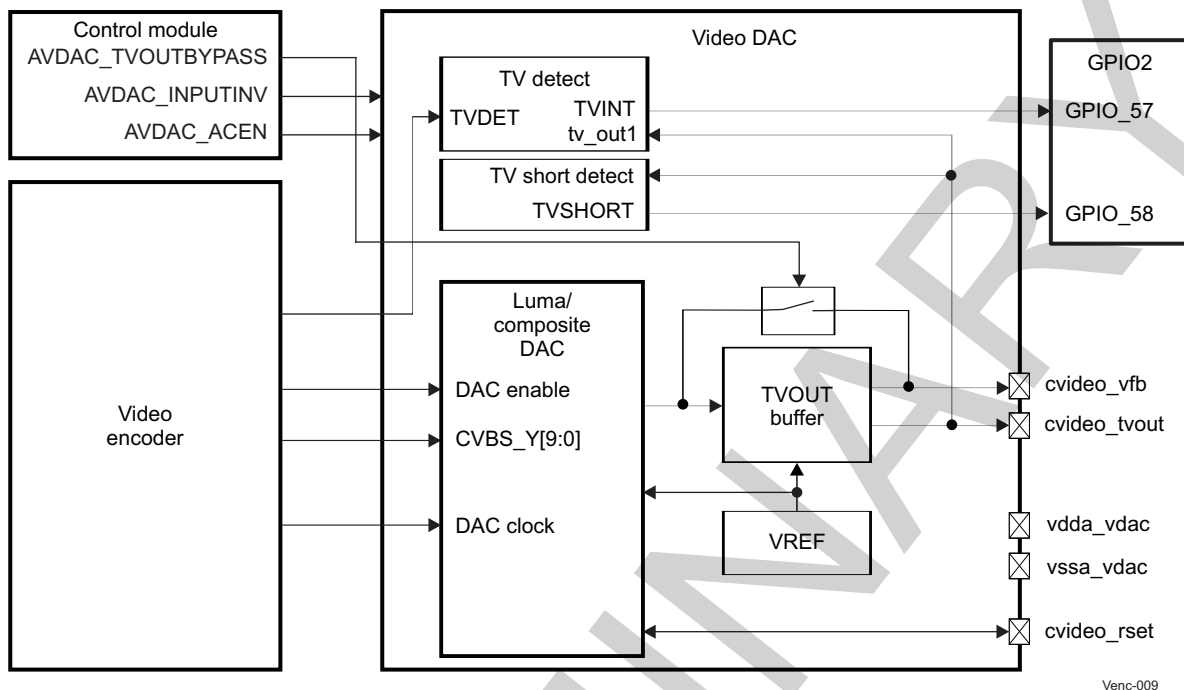 Control module
AVDAC_TVOUTBYPASS
AVDAC_INPUTINV
AVDAC_ACEN
Video DAC
TV detect
TVDET
TVINT
tv_out1
TV short detect
TVSHORT
GPIO2
GPIO_57
GPIO_58
Video
encoder
Luma/
composite
DAC
DAC enable
CVBS_Y[9:0]
DAC clock
TVOUT
buffer
VREF
cvideo_vfb
cvideo_tvout
vdda_vdac
vssa_vdac
cvideo_rset
Venc-009